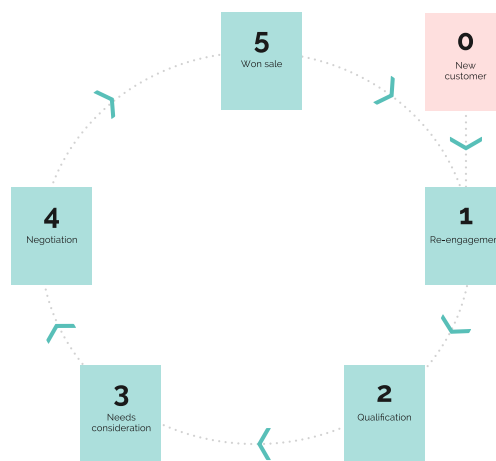 5
Won sale
0
New
customer
4
Negotiation
1
Re-engagemen
3
Needs
consideration
2
Qualification